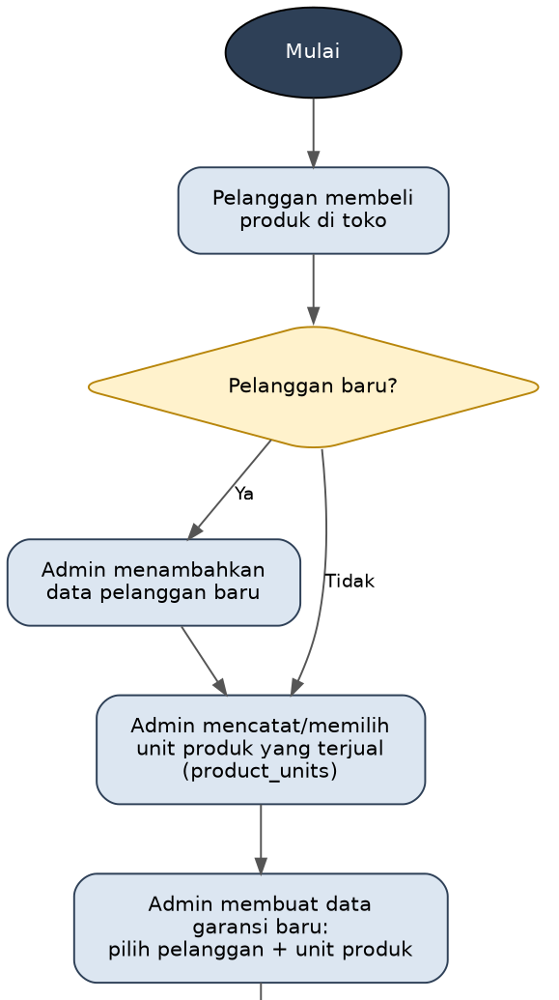 Mulai
Pelanggan membeli
produk di toko
Pelanggan baru?
Ya
Admin menambahkan
data pelanggan baru
Tidak
Admin mencatat/memilih
unit produk yang terjual
(product_units)
Admin membuat data
garansi baru:
pilih pelanggan + unit produk